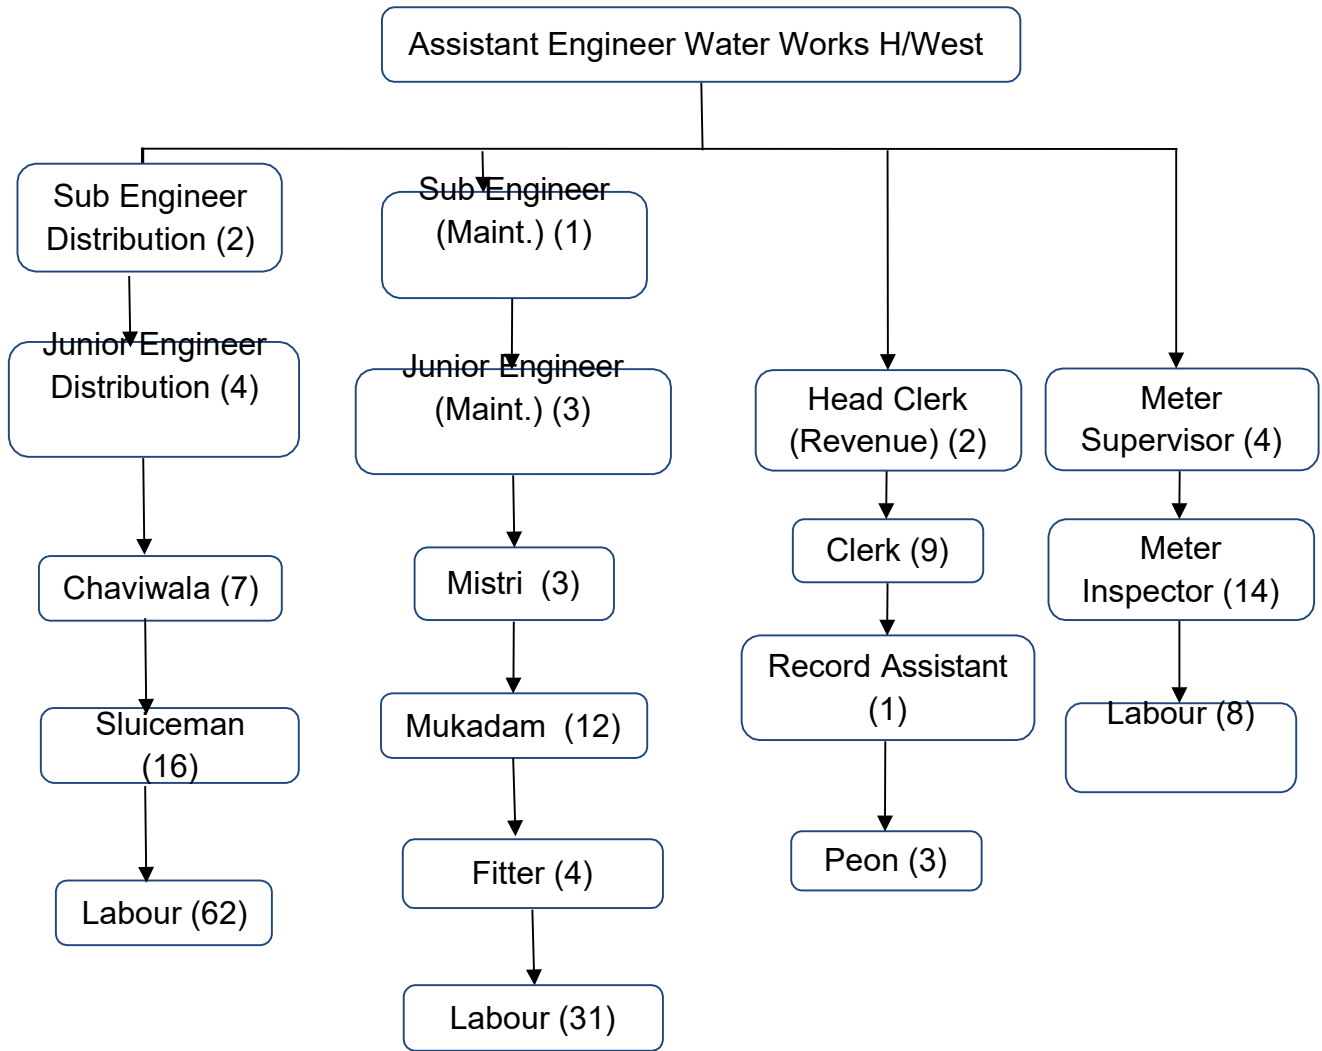 Assistant Engineer Water Works H/West
Sub Engineer
Distribution (2)
Junior Engineer
Distribution (4)
Chaviwala (7)
Sluiceman
(16)
Labour (62)
Sub Engineer
(Maint.) (1)
Junior Engineer
(Maint.) (3)
Mistri  (3)
Mukadam  (12)
Fitter (4)
Labour (31)
Head Clerk
(Revenue) (2)
Clerk (9)
Record Assistant
(1)
Peon (3)
Meter
Supervisor (4)
Meter
Inspector (14)
Labour (8)